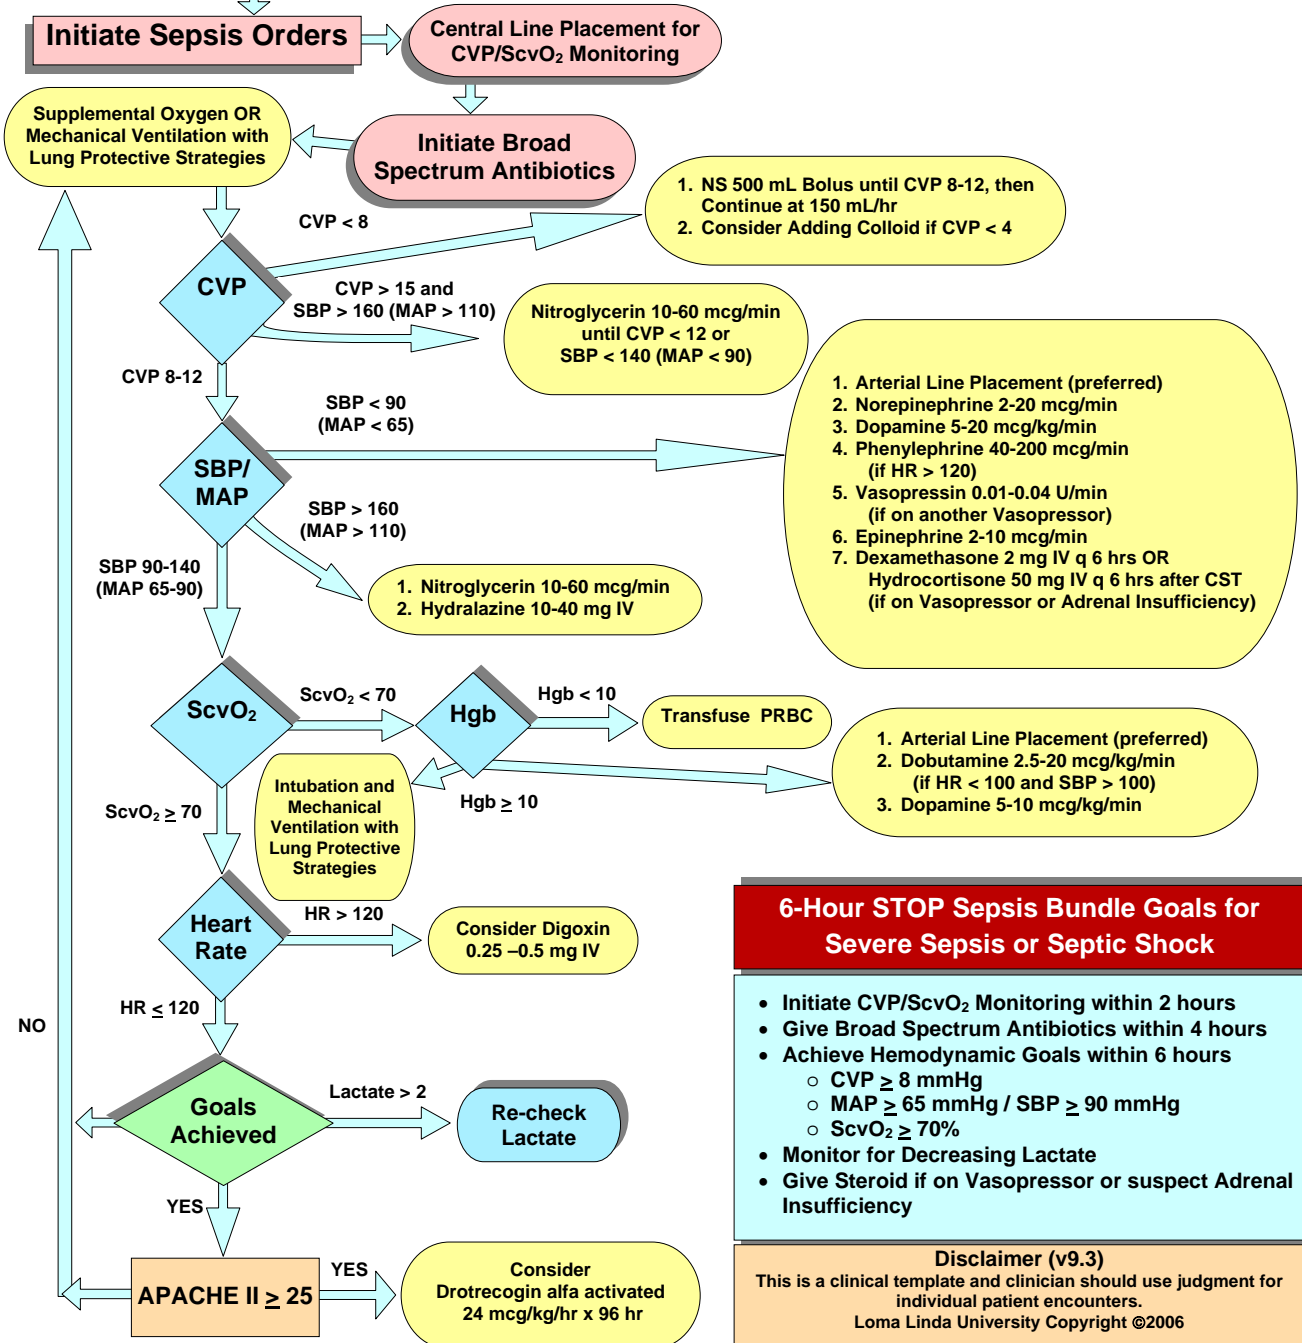 Initiate Sepsis Orders
Central Line Placement for
CVP/ScvO₂ Monitoring
Supplemental Oxygen OR
Mechanical Ventilation with
Lung Protective Strategies
Initiate Broad
Spectrum Antibiotics
CVP < 8
1. NS 500 mL Bolus until CVP 8-12, then
Continue at 150 mL/hr
2. Consider Adding Colloid if CVP < 4
CVP
CVP > 15 and
SBP > 160 (MAP > 110)
Nitroglycerin 10-60 mcg/min
until CVP < 12 or
SBP < 140 (MAP < 90)
CVP 8-12
SBP < 90
(MAP < 65)
1. Arterial Line Placement (preferred)
2. Norepinephrine 2-20 mcg/min
3. Dopamine 5-20 mcg/kg/min
4. Phenylephrine 40-200 mcg/min
(if HR > 120)
5. Vasopressin 0.01-0.04 U/min
(if on another Vasopressor)
6. Epinephrine 2-10 mcg/min
7. Dexamethasone 2 mg IV q 6 hrs OR
Hydrocortisone 50 mg IV q 6 hrs after CST
(if on Vasopressor or Adrenal Insufficiency)
SBP/
MAP
SBP > 160
(MAP > 110)
SBP 90-140
(MAP 65-90)
1. Nitroglycerin 10-60 mcg/min
2. Hydralazine 10-40 mg IV
ScvO₂
ScvO₂ < 70
Hgb
Hgb < 10
Transfuse PRBC
1. Arterial Line Placement (preferred)
2. Dobutamine 2.5-20 mcg/kg/min
(if HR < 100 and SBP > 100)
3. Dopamine 5-10 mcg/kg/min
Hgb ≥ 10
Intubation and
Mechanical
Ventilation with
Lung Protective
Strategies
ScvO₂ ≥ 70
Heart
Rate
HR > 120
Consider Digoxin
0.25 –0.5 mg IV
HR ≤ 120
NO
Goals
Achieved
Lactate > 2
Re-check
Lactate
YES
APACHE II ≥ 25
YES
Consider
Drotrecogin alfa activated
24 mcg/kg/hr x 96 hr
6-Hour STOP Sepsis Bundle Goals for
Severe Sepsis or Septic Shock
• Initiate CVP/ScvO₂ Monitoring within 2 hours
• Give Broad Spectrum Antibiotics within 4 hours
• Achieve Hemodynamic Goals within 6 hours
○ CVP ≥ 8 mmHg
○ MAP ≥ 65 mmHg / SBP ≥ 90 mmHg
○ ScvO₂ ≥ 70%
• Monitor for Decreasing Lactate
• Give Steroid if on Vasopressor or suspect Adrenal
Insufficiency
Disclaimer (v9.3)
This is a clinical template and clinician should use judgment for
individual patient encounters.
Loma Linda University Copyright ©2006